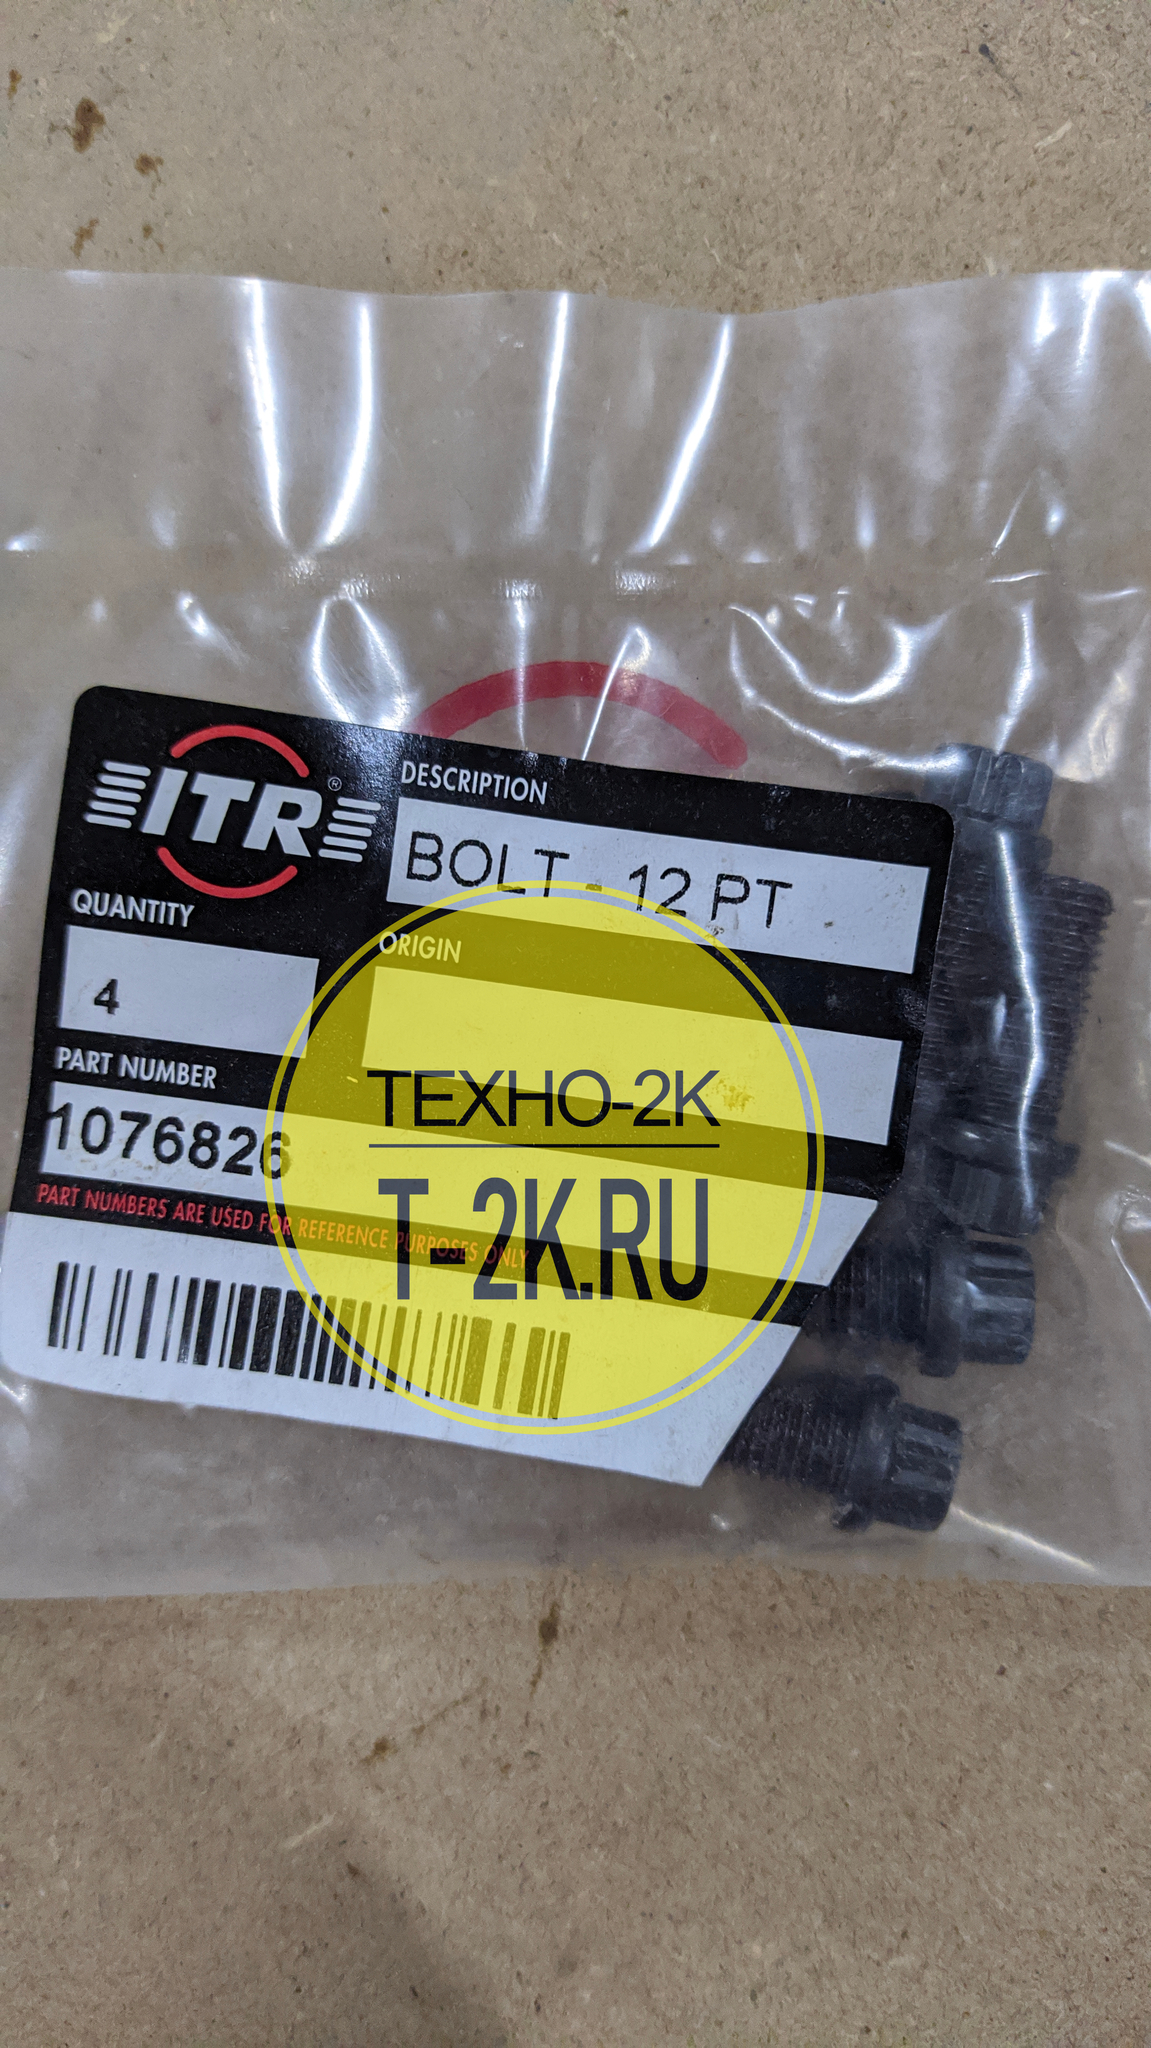 ITR®
DESCRIPTION
BOLT - 12 PT
QUANTITY
4
ORIGIN
PART NUMBER
1076826
PART NUMBERS ARE USED FOR REFERENCE PURPOSES ONLY
ТЕХНО-2К
T-2K.RU